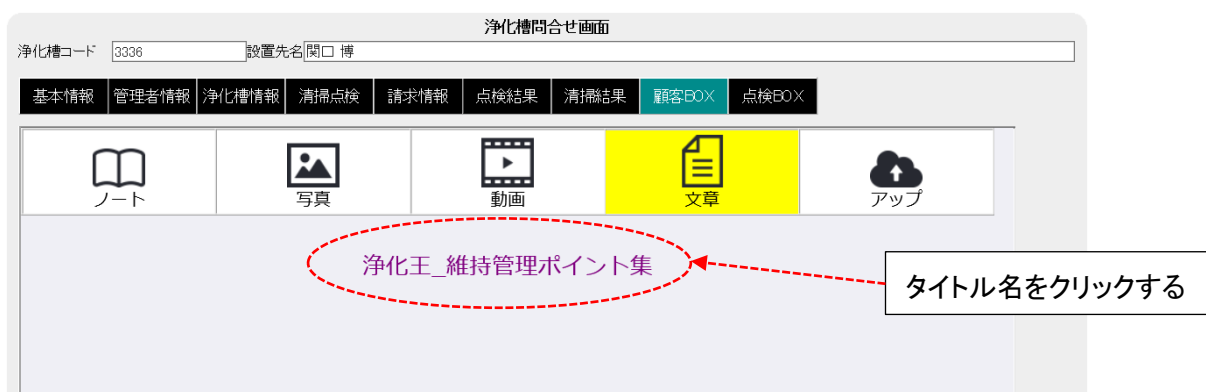 浄化槽問合せ画面
浄化槽コード 3336 設置先名 関口 博
基本情報 管理者情報 浄化槽情報 清掃点検 請求情報 点検結果 清掃結果 顧客BOX 点検BOX
ノート 写真 動画 文章 アップ
浄化王_維持管理ポイント集
タイトル名をクリックする